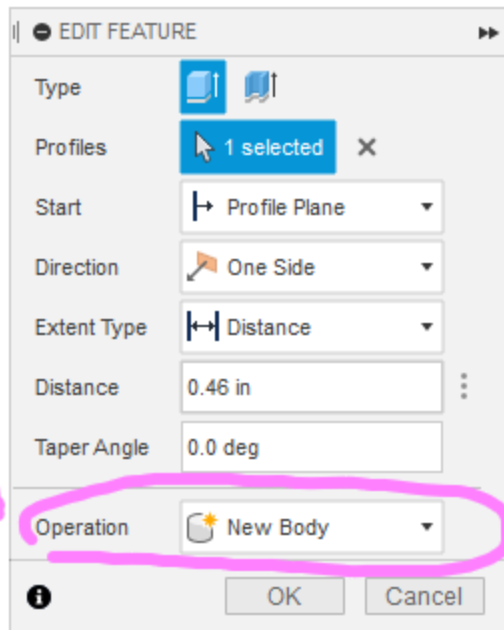 EDIT FEATURE
Type
Profiles 1 selected
Start Profile Plane
Direction One Side
Extent Type Distance
Distance 0.46 in
Taper Angle 0.0 deg
Operation New Body
OK Cancel